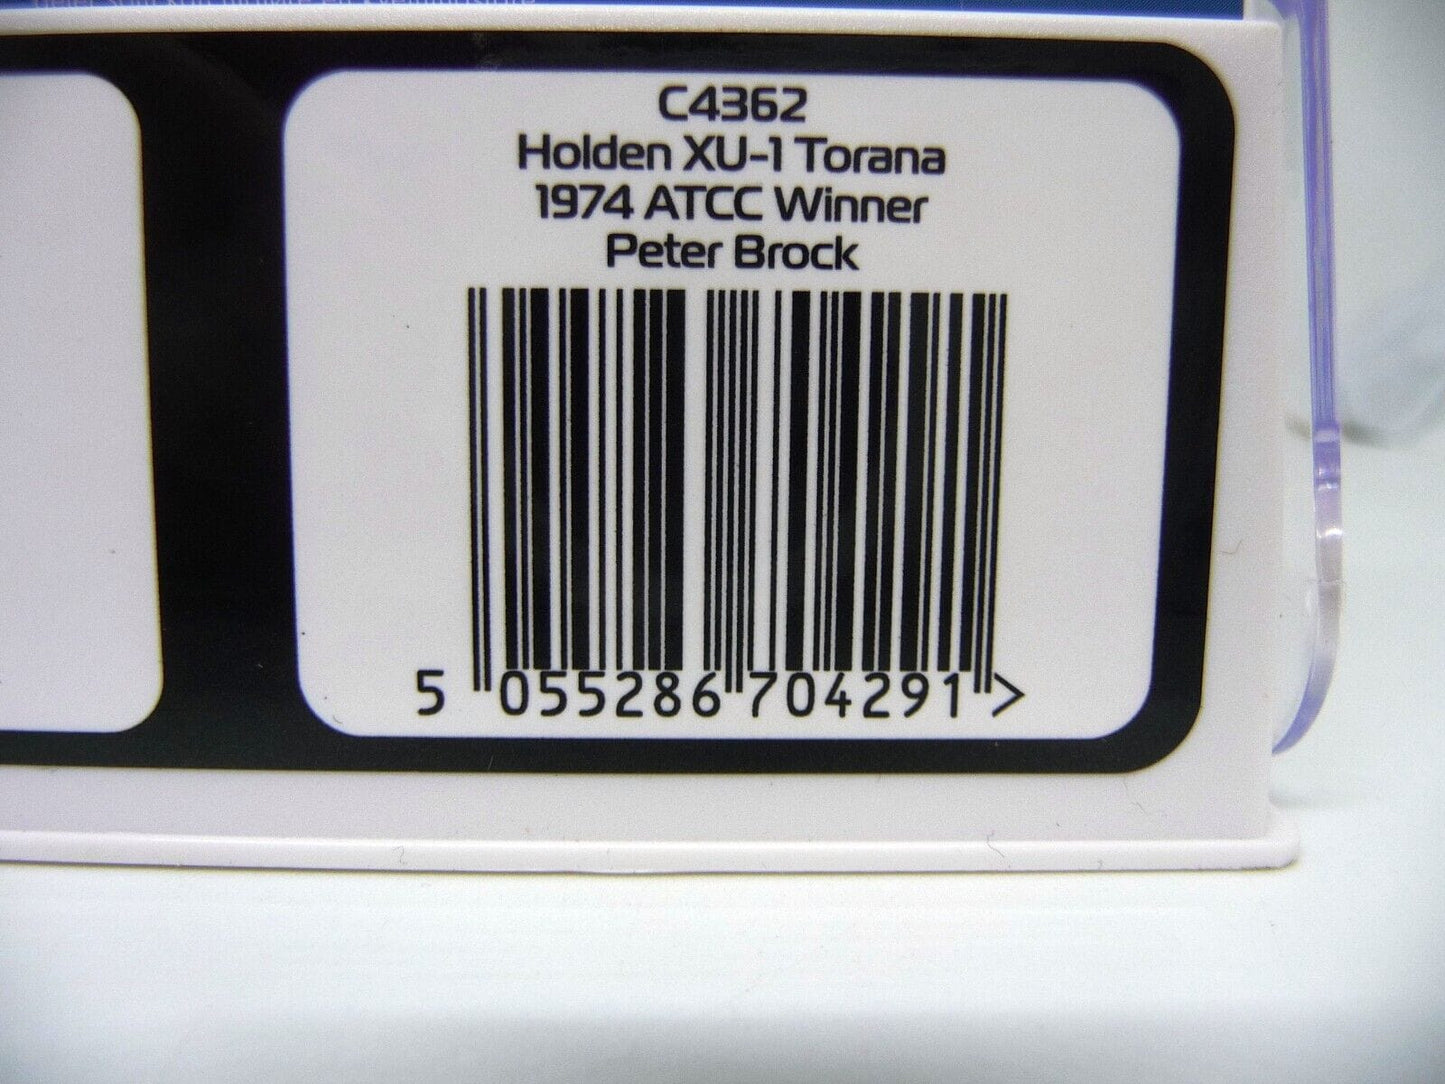 C4362
Holden XU-1 Torana
1974 ATCC Winner
Peter Brock
5 055286 704291 >